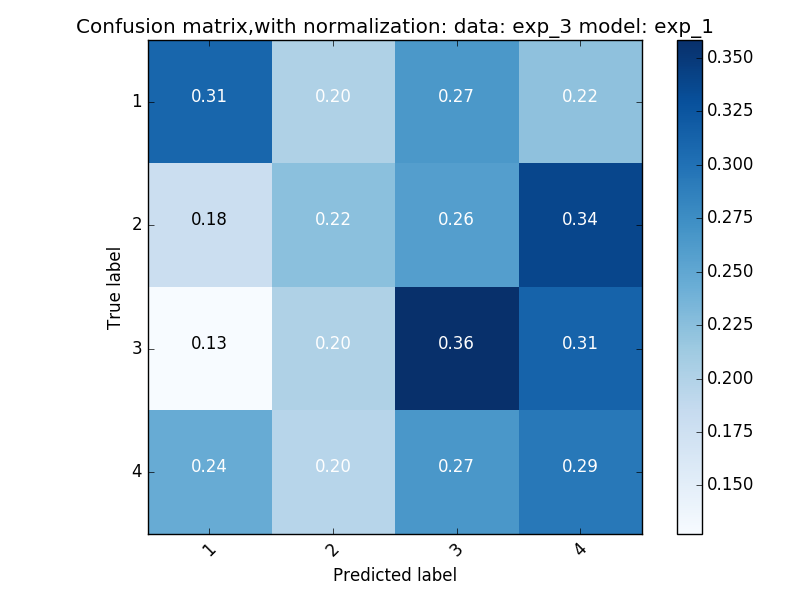 Confusion matrix,with normalization: data: exp_3 model: exp_1
True label
1 0.31 0.20 0.27 0.22
2 0.18 0.22 0.26 0.34
3 0.13 0.20 0.36 0.31
4 0.24 0.20 0.27 0.29
1 2 3 4
Predicted label
0.350
0.325
0.300
0.275
0.250
0.225
0.200
0.175
0.150